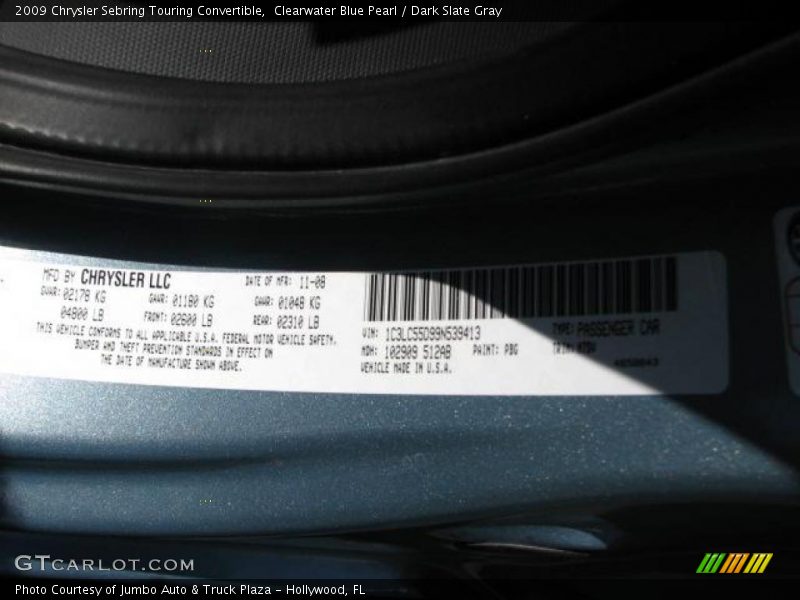 2009 Chrysler Sebring Touring Convertible,  Clearwater Blue Pearl / Dark Slate Gray
MFD BY CHRYSLER LLC DATE OF MFR: 11-08
GVWR: 02178 KG GAWR: 01180 KG GAWR: 01048 KG
04800 LB FRONT: 02600 LB REAR: 02310 LB
THIS VEHICLE CONFORMS TO ALL APPLICABLE U.S.A. FEDERAL MOTOR VEHICLE SAFETY,
BUMPER AND THEFT PREVENTION STANDARDS IN EFFECT ON
THE DATE OF MANUFACTURE SHOWN ABOVE.
VIN: 1C3LC55D99N539413 TYPE: PASSENGER CAR
MDH: 102909 512AB PAINT: PBG TRIM:
VEHICLE MADE IN U.S.A.
GTCARLOT.COM
Photo Courtesy of Jumbo Auto & Truck Plaza - Hollywood, FL